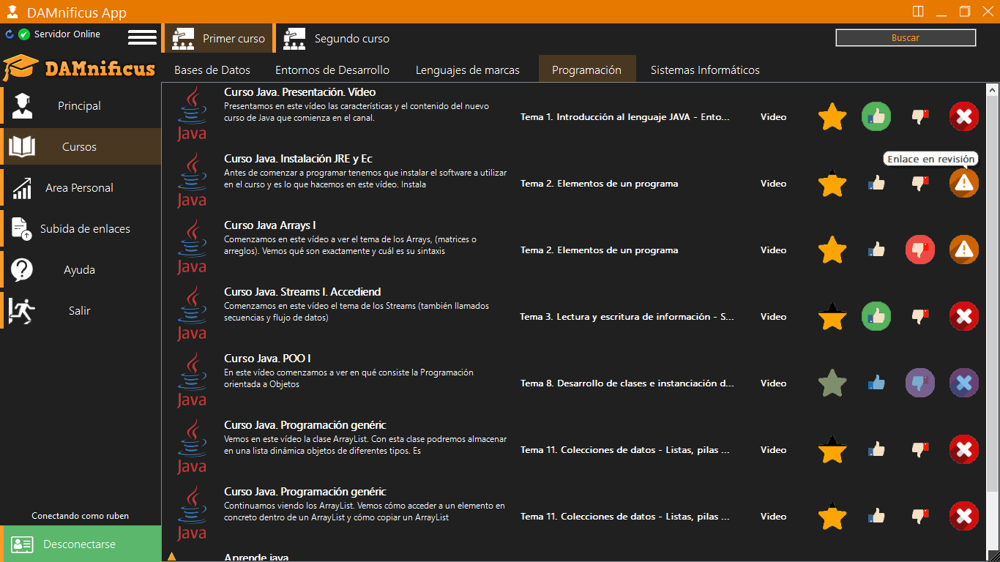 DAMnificus App
Servidor Online
Primer curso
Segundo curso
Buscar
DAMnificus
Bases de Datos
Entornos de Desarrollo
Lenguajes de marcas
Programación
Sistemas Informáticos
Principal
Cursos
Area Personal
Subida de enlaces
Ayuda
Salir
Conectando como ruben
Desconectarse
Java
Curso Java. Presentación. Vídeo
Presentamos en este vídeo las características y el contenido del nuevo
curso de Java que comienza en el canal.
Tema 1. Introducción al lenguaje JAVA - Ento...
Video
Java
Curso Java. Instalación JRE y Ec
Antes de comenzar a programar tenemos que instalar el software a utilizar
en el curso y es lo que hacemos en este vídeo. Instala
Tema 2. Elementos de un programa
Video
Enlace en revisión
Java
Curso Java Arrays I
Comenzamos en este vídeo a ver el tema de los Arrays, (matrices o
arreglos). Vemos qué son exactamente y cuál es su sintaxis
Tema 2. Elementos de un programa
Video
Java
Curso Java. Streams I. Accediend
Comenzamos en este vídeo el tema de los Streams (también llamados
secuencias y flujo de datos)
Tema 3. Lectura y escritura de información - S...
Video
Java
Curso Java. POO I
En este vídeo comenzamos a ver en qué consiste la Programación
orientada a Objetos
Tema 8. Desarrollo de clases e instanciación d...
Video
Java
Curso Java. Programación genéric
Vemos en este vídeo la clase ArrayList. Con esta clase podremos almacenar
en una lista dinámica objetos de diferentes tipos. Es
Tema 11. Colecciones de datos - Listas, pilas ...
Video
Java
Curso Java. Programación genéric
Continuamos viendo los ArrayList. Vemos cómo acceder a un elemento en
concreto dentro de un ArrayList y cómo copiar un ArrayList
Tema 11. Colecciones de datos - Listas, pilas ...
Video
Aprende java